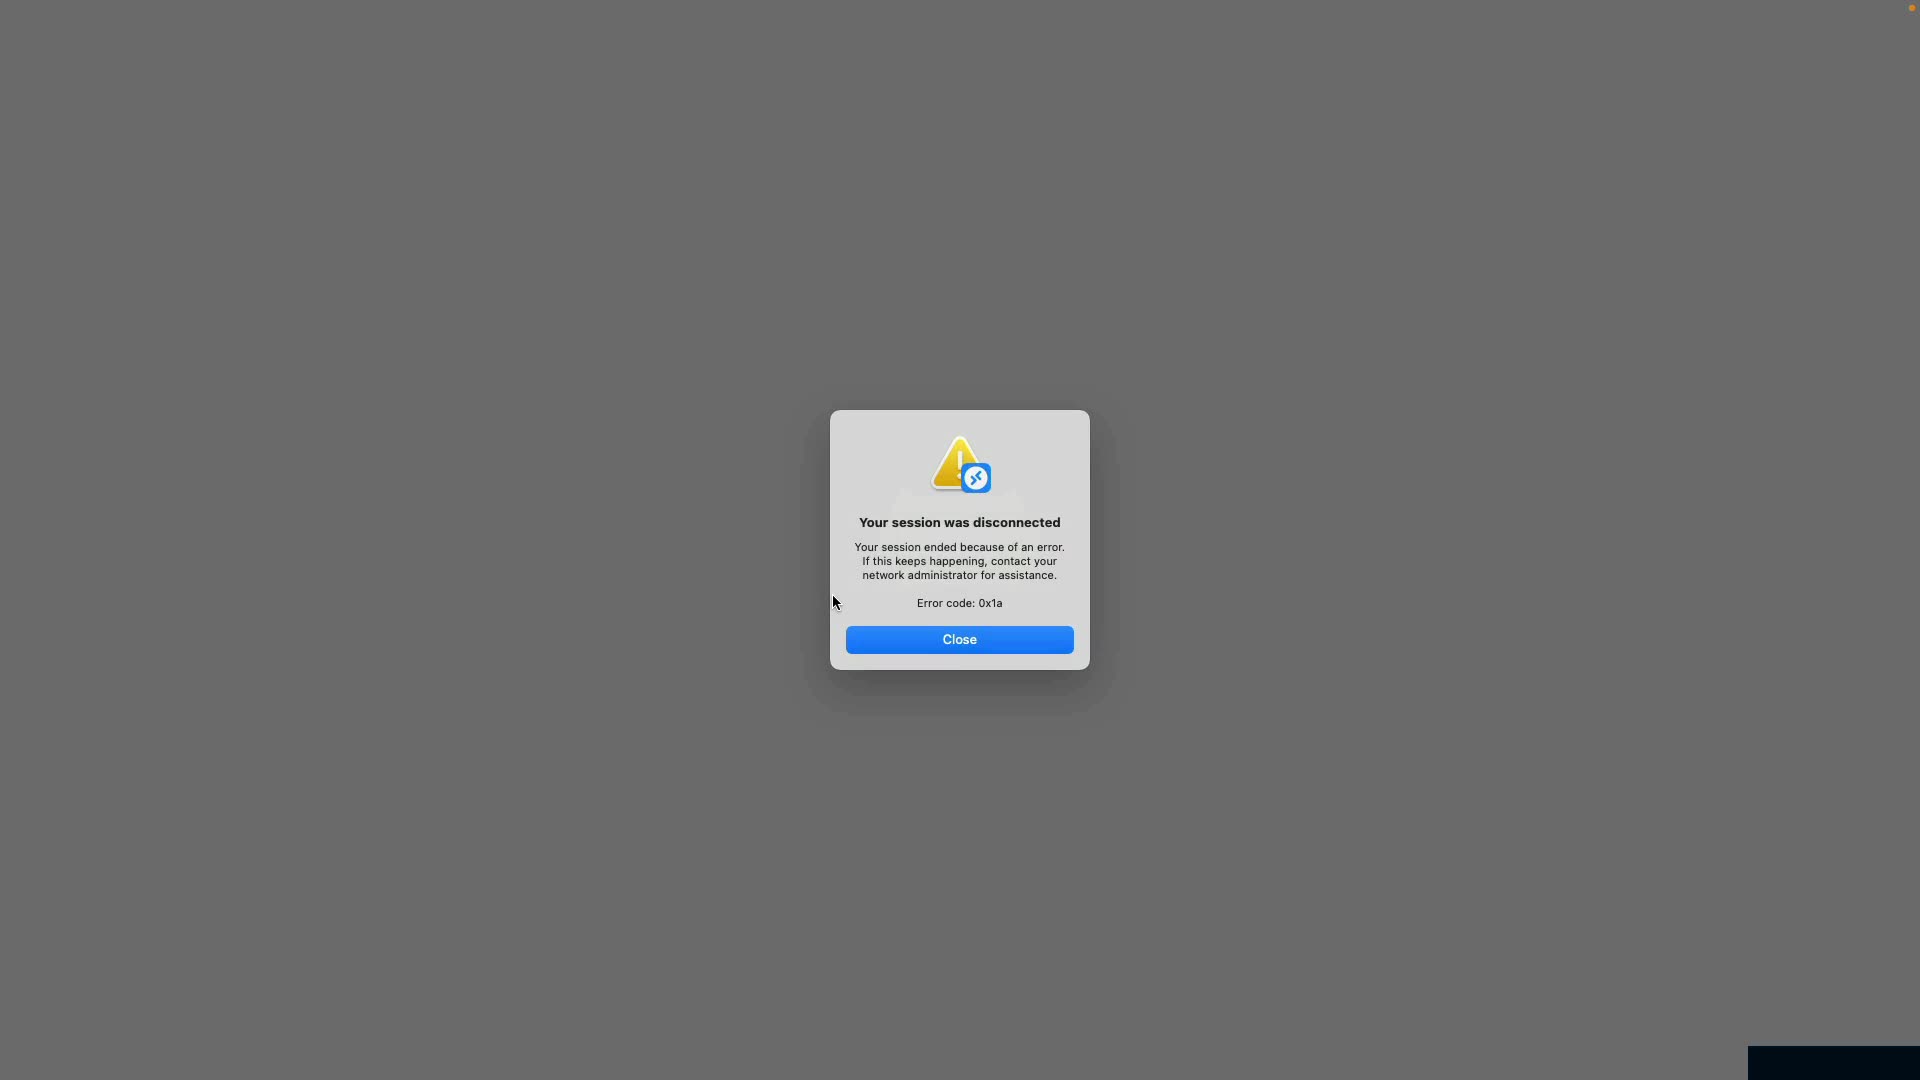 Your session was disconnected
Your session ended because of an error.
If this keeps happening, contact your
network administrator for assistance.
Error code: 0x1a
Close